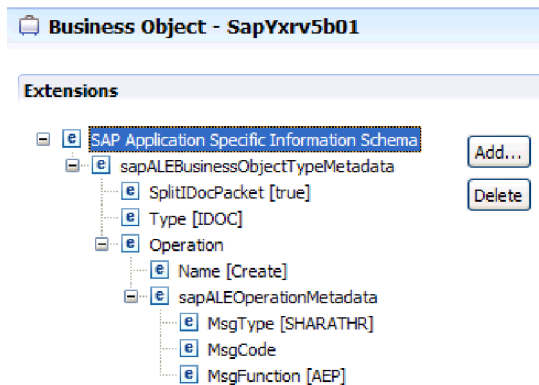 Business Object - SapYxrv5b01
Extensions
SAP Application Specific Information Schema
Add...
sapALEBusinessObjectTypeMetadata
SplitIDocPacket [true]
Delete
Type [IDOC]
Operation
Name [Create]
sapALEOperationMetadata
MsgType [SHARATHR]
MsgCode
MsgFunction [AEP]